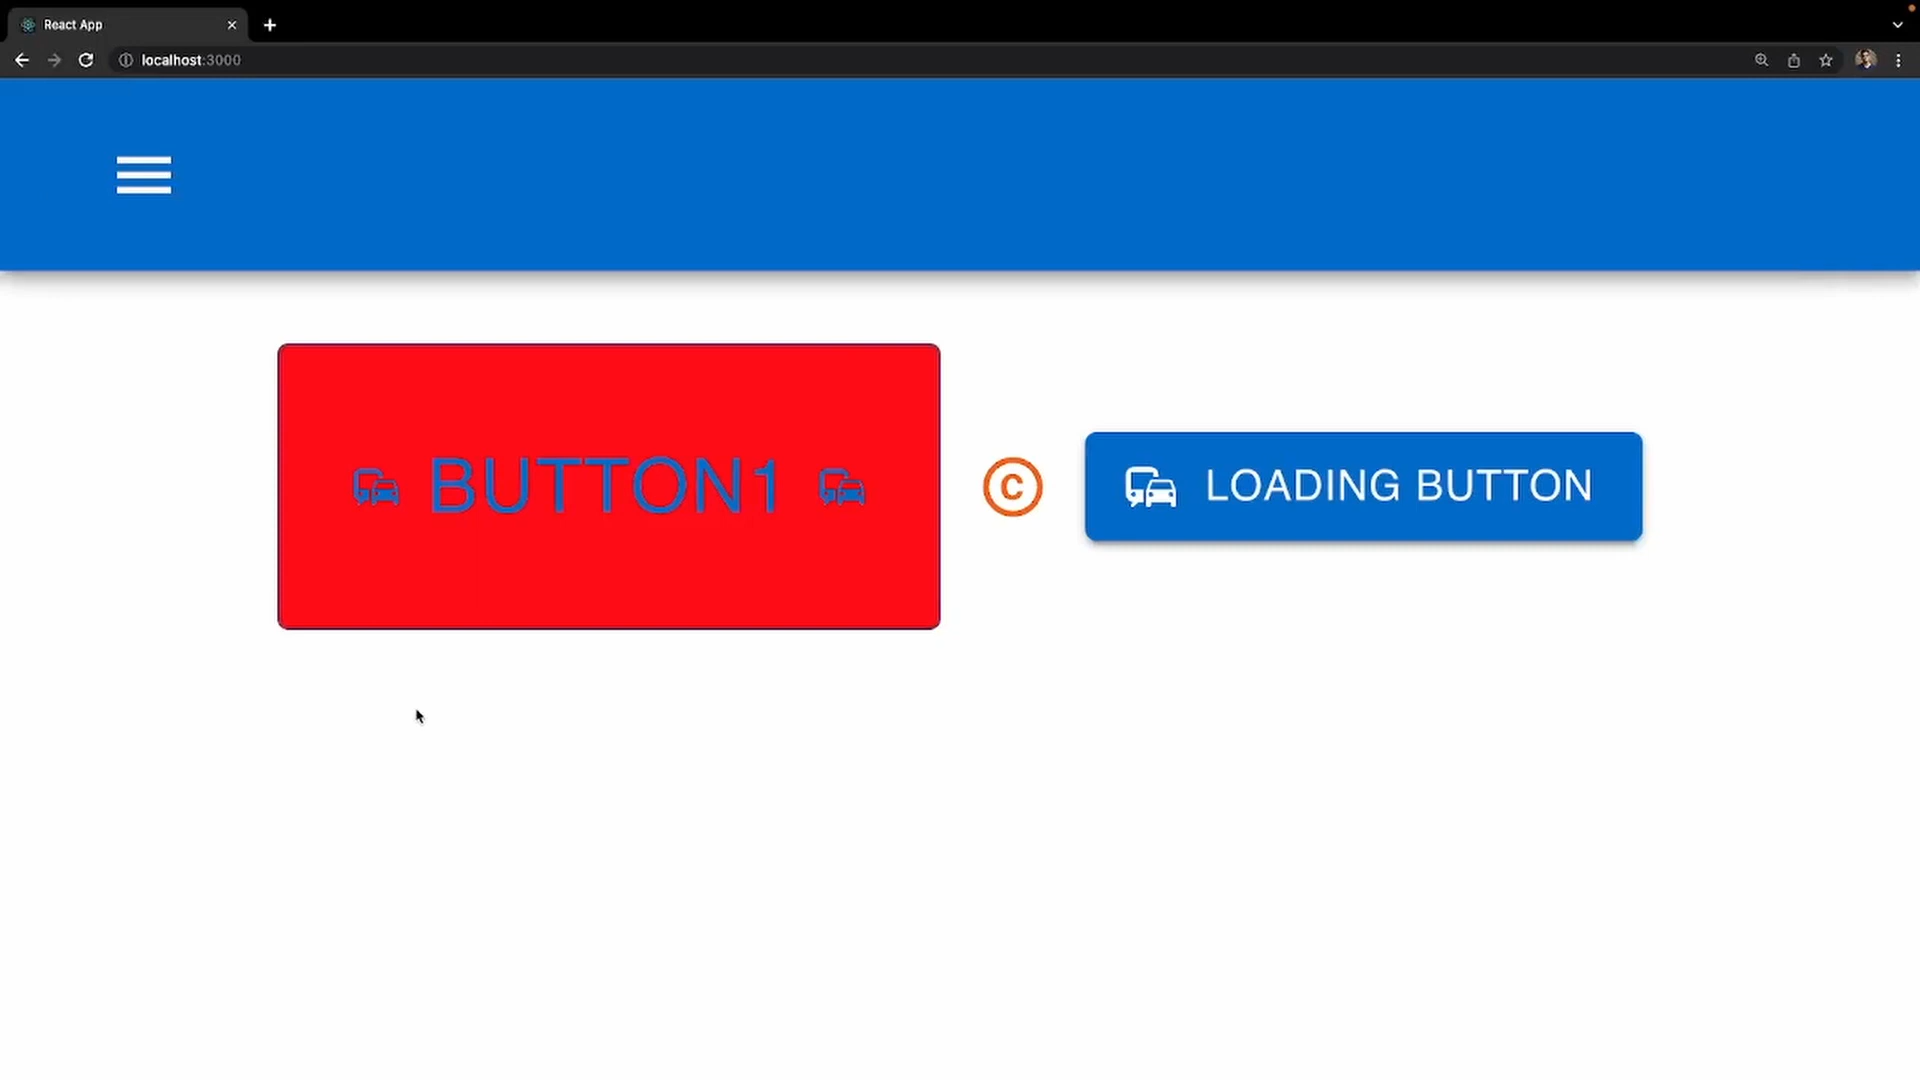 React App
localhost:3000
BUTTON1
C
LOADING BUTTON